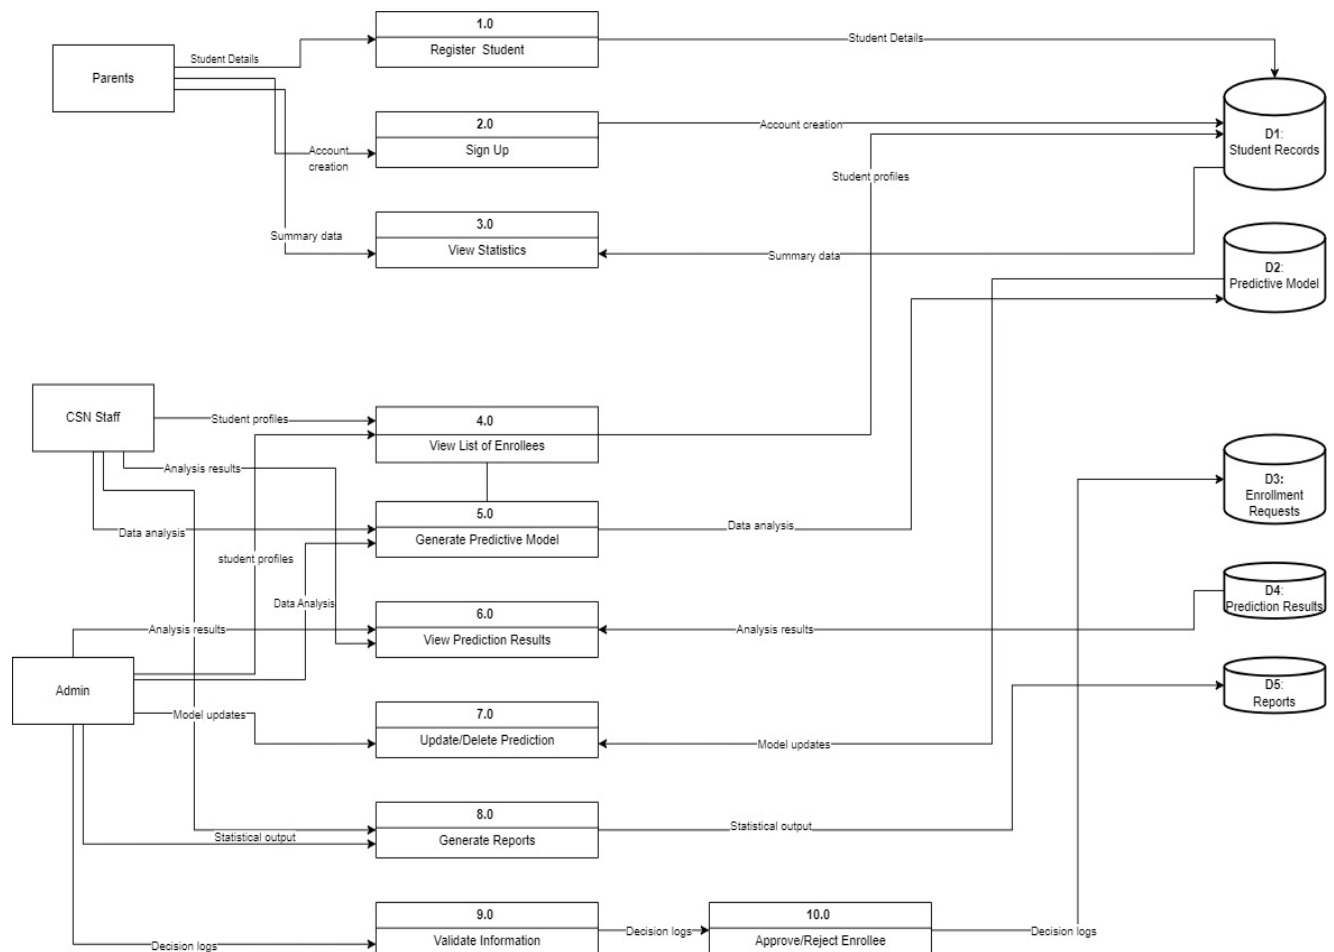 1.0
Register Student
Student Details
Student Details
Parents
2.0
Sign Up
Account creation
Account
creation
D1:
Student Records
Student profiles
3.0
View Statistics
Summary data
Summary data
D2:
Predictive Model
CSN Staff
Student profiles
4.0
View List of Enrollees
Analysis results
D3:
Enrollment
Requests
5.0
Generate Predictive Model
Data analysis
Data analysis
student profiles
Data Analysis
D4:
Prediction Results
6.0
View Prediction Results
Analysis results
Analysis results
Admin
D5:
Reports
7.0
Update/Delete Prediction
Model updates
Model updates
8.0
Generate Reports
Statistical output
Statistical output
9.0
Validate Information
Decision logs
Decision logs
10.0
Approve/Reject Enrollee
Decision logs